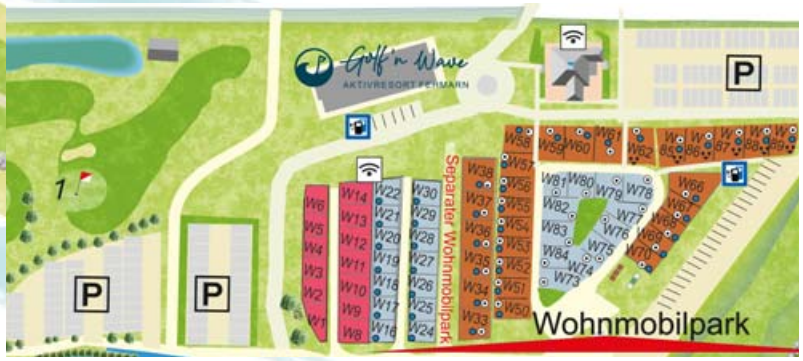 Golf'n Wave
AKTIVRESORT FEHMARN
P
1
P
P
Separater Wohnmobilpark
Wohnmobilpark
W6
W5
W4
W3
W2
W1
W14
W13
W12
W11
W10
W9
W8
W22
W21
W20
W19
W18
W17
W16
W30
W29
W28
W27
W26
W25
W24
W38
W37
W36
W35
W34
W33
W58
W57
W56
W55
W54
W53
W52
W51
W50
W59
W60
W61
W62
W81
W80
W79
W78
W82
W77
W83
W76
W84
W75
W74
W73
W66
W67
W68
W70